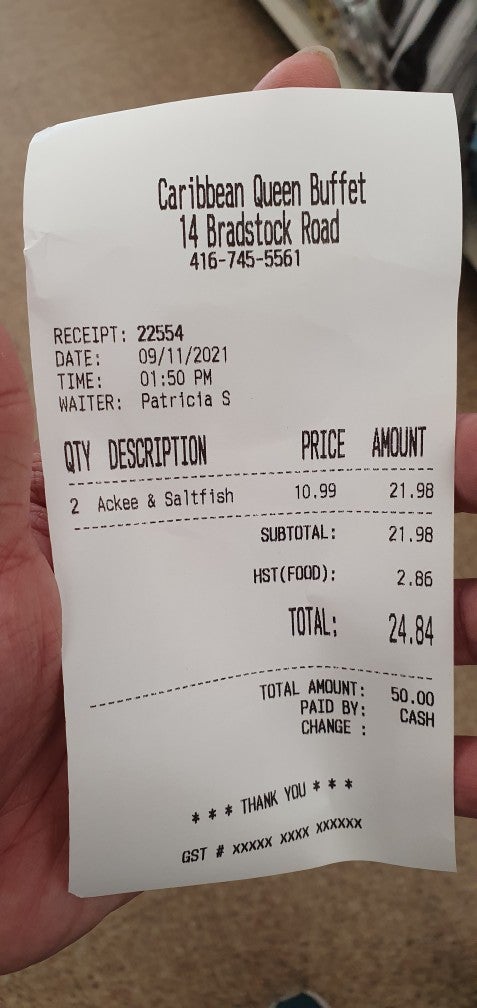 Caribbean Queen Buffet
14 Bradstock Road
416-745-5561
RECEIPT: 22554
DATE: 09/11/2021
TIME: 01:50 PM
WAITER: Patricia S
QTY DESCRIPTION PRICE AMOUNT
2 Ackee & Saltfish 10.99 21.98
SUBTOTAL: 21.98
HST(FOOD): 2.86
TOTAL: 24.84
TOTAL AMOUNT: 50.00
PAID BY: CASH
CHANGE :
* * * THANK YOU * * *
GST # xxxxx xxxx xxxxxx